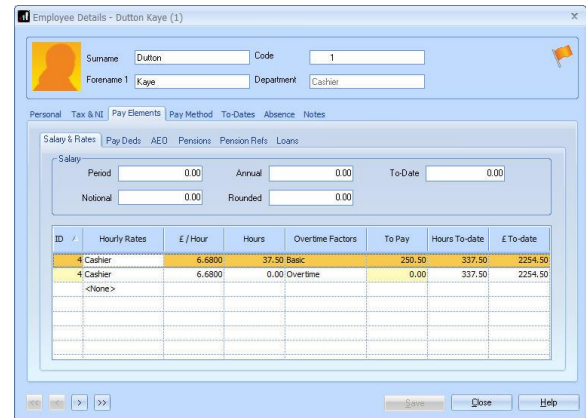 Employee Details - Dutton Kaye (1)
Surname Dutton Code 1
Forename 1 Kaye Department Cashier
Personal Tax & NI Pay Elements Pay Method To-Dates Absence Notes
Salary & Rates Pay Deds AEO Pensions Pension Refs Loans
Salary
Period 0.00 Annual 0.00 To-Date 0.00
Notional 0.00 Rounded 0.00
ID Hourly Rates £ / Hour Hours Overtime Factors To Pay Hours To-date £ To-date
4 Cashier 6.6800 37.50 Basic 250.50 337.50 2254.50
4 Cashier 6.6800 0.00 Overtime 0.00 337.50 2254.50
<None>
<< < > >> Save Close Help